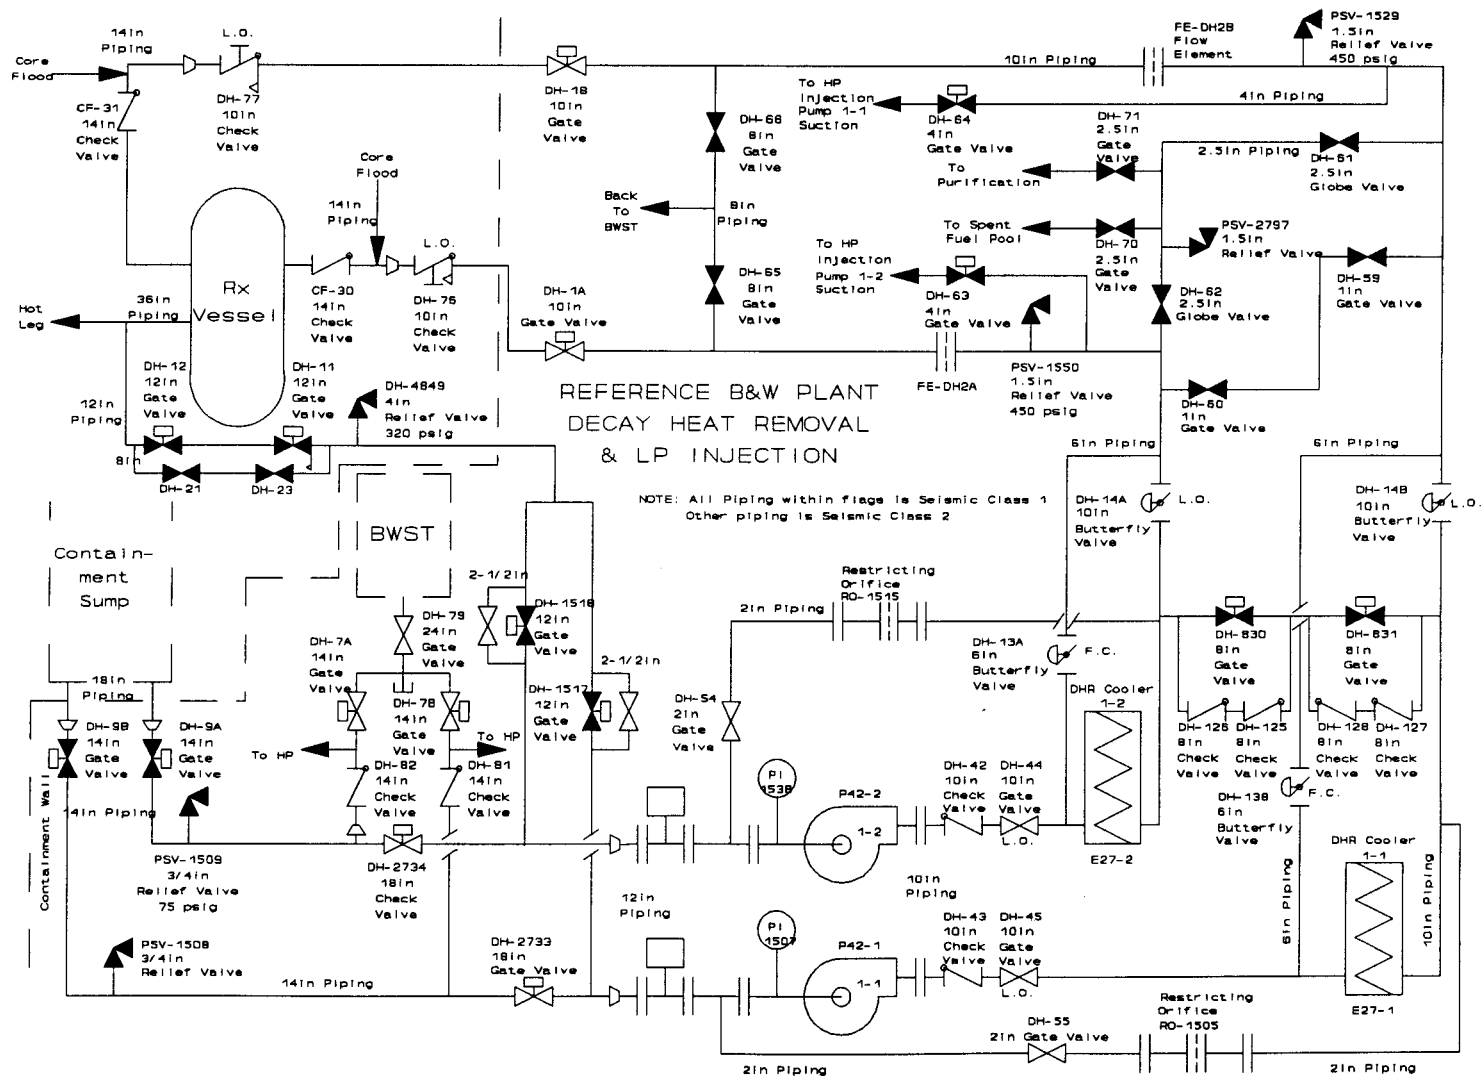 14in
Piping
L.O.
Core
Flood
CF-31
14in
Check
Valve
DH-77
10in
Check
Valve
DH-1B
10in
Gate
Valve
10in Piping
FE-DH2B
Flow
Element
PSV-1529
1.5in
Relief Valve
450 psig
To HP
Injection
Pump 1-1
Suction
DH-64
4in
Gate Valve
4in Piping
DH-66
8in
Gate
Valve
DH-71
2.5in
Gate
Valve
2.5in Piping
DH-61
2.5in
Globe Valve
To
Purification
Core
Flood
14in
Piping
L.O.
Back
To
BWST
8in
Piping
To Spent
Fuel Pool
DH-70
2.5in
Gate
Valve
PSV-2797
1.5in
Relief Valve
To HP
Injection
Pump 1-2
Suction
DH-63
4in
Gate Valve
DH-65
8in
Gate
Valve
DH-62
2.5in
Globe Valve
DH-59
1in
Gate Valve
Rx
Vessel
CF-30
14in
Check
Valve
DH-76
10in
Check
Valve
DH-1A
10in
Gate Valve
Hot
Leg
36in
Piping
FE-DH2A
PSV-1550
1.5in
Relief Valve
450 psig
DH-60
1in
Gate Valve
DH-12
12in
Gate
Valve
DH-11
12in
Gate
Valve
DH-4849
4in
Relief Valve
320 psig
12in
Piping
8in
DH-21
DH-23
REFERENCE B&W PLANT
DECAY HEAT REMOVAL
& LP INJECTION
NOTE: All Piping within flags is Seismic Class 1
Other piping is Seismic Class 2
6in Piping
6in Piping
DH-14A
10in
Butterfly
Valve
L.O.
DH-14B
10in
Butterfly
Valve
L.O.
Contain-
ment
Sump
BWST
2-1/2in
DH-1518
12in
Gate
Valve
DH-79
24in
Gate
Valve
DH-7A
14in
Gate
Valve
DH-7B
14in
Gate
Valve
2-1/2in
DH-1517
12in
Gate
Valve
2in Piping
Restricting
Orifice
RO-1515
DH-13A
6in
Butterfly
Valve
F.C.
DHR Cooler
1-2
DH-830
8in
Gate
Valve
DH-831
8in
Gate
Valve
DH-126
8in
Check
Valve
DH-125
8in
Check
Valve
DH-128
8in
Check
Valve
DH-127
8in
Check
Valve
18in
Piping
DH-9B
14in
Gate
Valve
DH-9A
14in
Gate
Valve
To HP
To HP
DH-82
14in
Check
Valve
DH-81
14in
Check
Valve
DH-54
2in
Gate
Valve
PI
1538
P42-2
1-2
DH-42
10in
Check
Valve
DH-44
10in
Gate
Valve
L.O.
E27-2
DH-13B
6in
Butterfly
Valve
F.C.
DHR Cooler
1-1
Containment Wall
14in Piping
PSV-1509
3/4in
Relief Valve
75 psig
DH-2734
18in
Check
Valve
12in
Piping
10in
Piping
6in Piping
10in Piping
PSV-1508
3/4in
Relief Valve
14in Piping
DH-2733
18in
Gate Valve
PI
1507
P42-1
1-1
DH-43
10in
Check
Valve
DH-45
10in
Gate
Valve
L.O.
E27-1
Restricting
Orifice
RO-1505
DH-55
2in Gate Valve
2in Piping
2in Piping